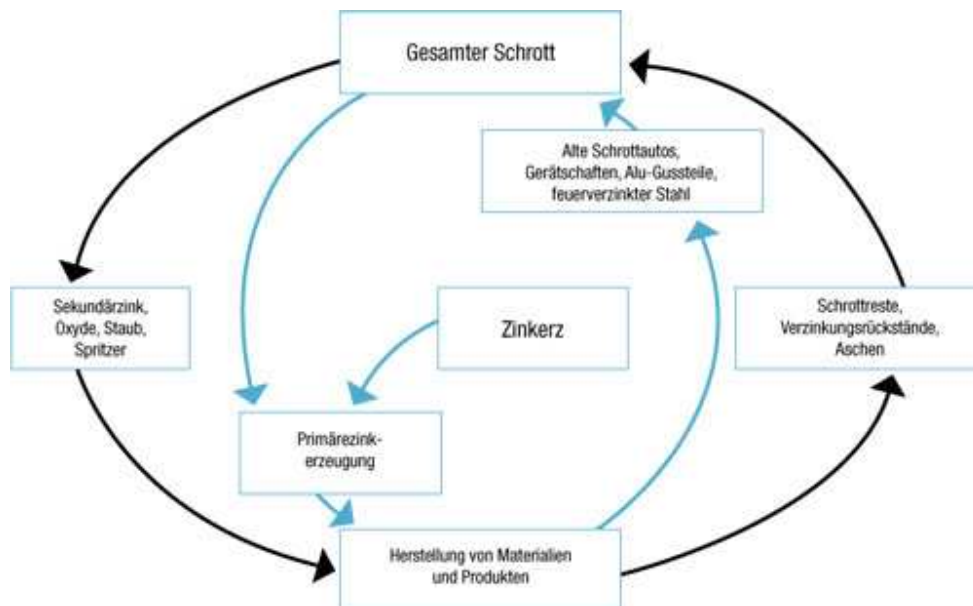 Gesamter Schrott
Alte Schrottautos,
Gerätschaften, Alu-Gussteile,
feuerverzinkter Stahl
Sekundärzink,
Oxyde, Staub,
Spritzer
Zinkerz
Schrottreste,
Verzinkungsrückstände,
Aschen
Primärezink-
erzeugung
Herstellung von Materialien
und Produkten